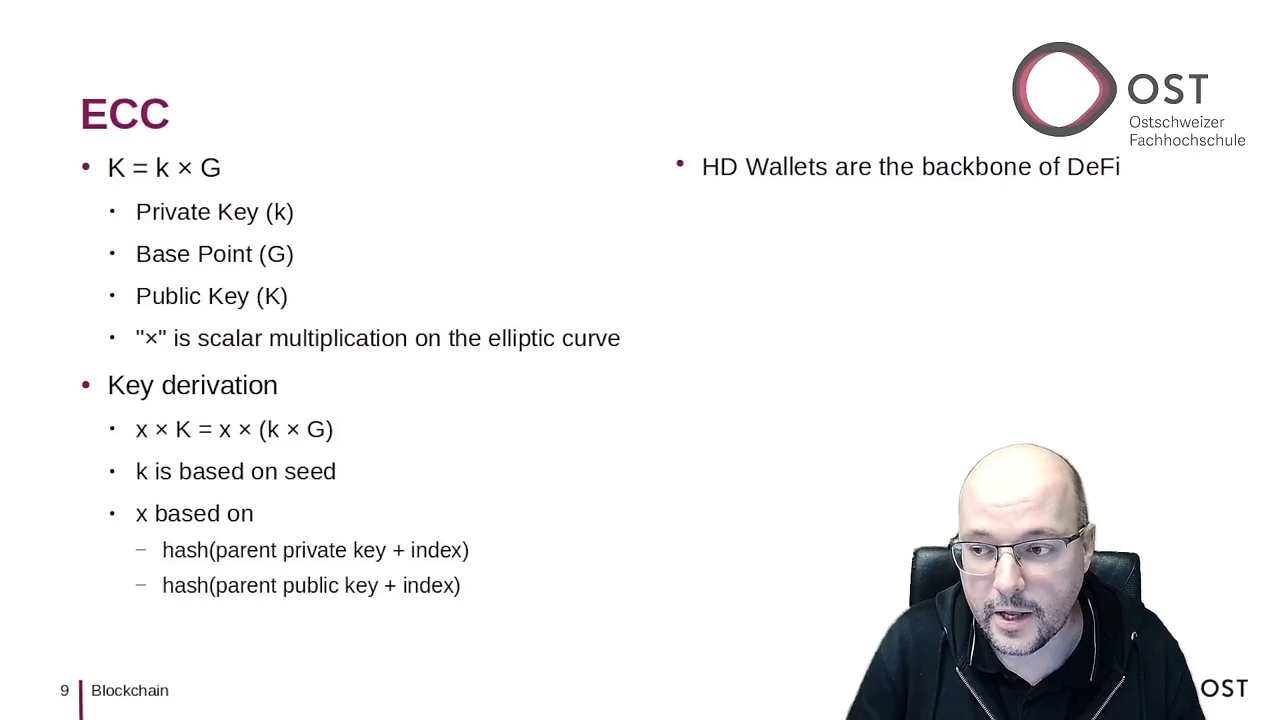 OST
Ostschweizer
Fachhochschule
ECC
• K = k × G
• Private Key (k)
• Base Point (G)
• Public Key (K)
• "×" is scalar multiplication on the elliptic curve
• Key derivation
• x × K = x × (k × G)
• k is based on seed
• x based on
– hash(parent private key + index)
– hash(parent public key + index)
• HD Wallets are the backbone of DeFi
9 Blockchain
OST